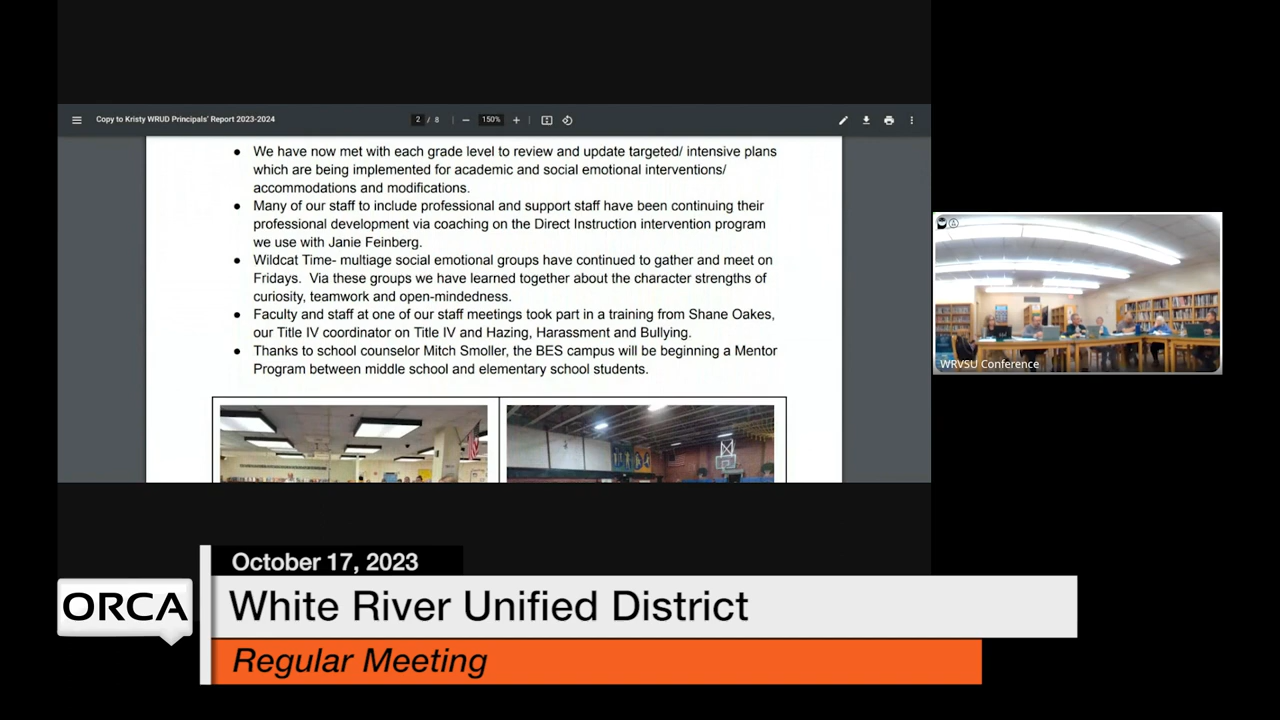 Copy to Kristy WRUD Principals' Report 2023-2024
2 / 8
150%
● We have now met with each grade level to review and update targeted/ intensive plans
which are being implemented for academic and social emotional interventions/
accommodations and modifications.
● Many of our staff to include professional and support staff have been continuing their
professional development via coaching on the Direct Instruction intervention program
we use with Janie Feinberg.
● Wildcat Time- multiage social emotional groups have continued to gather and meet on
Fridays. Via these groups we have learned together about the character strengths of
curiosity, teamwork and open-mindedness.
● Faculty and staff at one of our staff meetings took part in a training from Shane Oakes,
our Title IV coordinator on Title IV and Hazing, Harassment and Bullying.
● Thanks to school counselor Mitch Smoller, the BES campus will be beginning a Mentor
Program between middle school and elementary school students.
WRVSU Conference
October 17, 2023
ORCA
White River Unified District
Regular Meeting